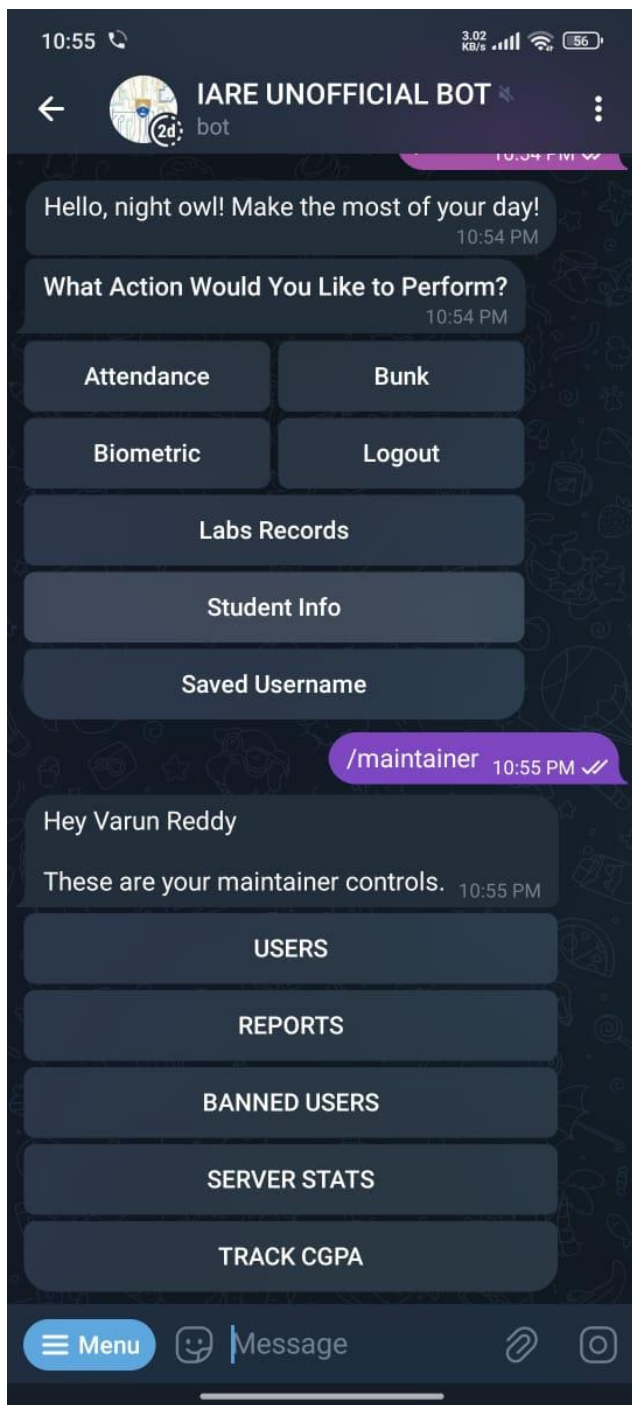 10:55 3.02 KB/s 56
IARE UNOFFICIAL BOT
2d bot
10:54 PM
Hello, night owl! Make the most of your day!
10:54 PM
What Action Would You Like to Perform?
10:54 PM
Attendance Bunk
Biometric Logout
Labs Records
Student Info
Saved Username
/maintainer 10:55 PM
Hey Varun Reddy
These are your maintainer controls. 10:55 PM
USERS
REPORTS
BANNED USERS
SERVER STATS
TRACK CGPA
Menu Message